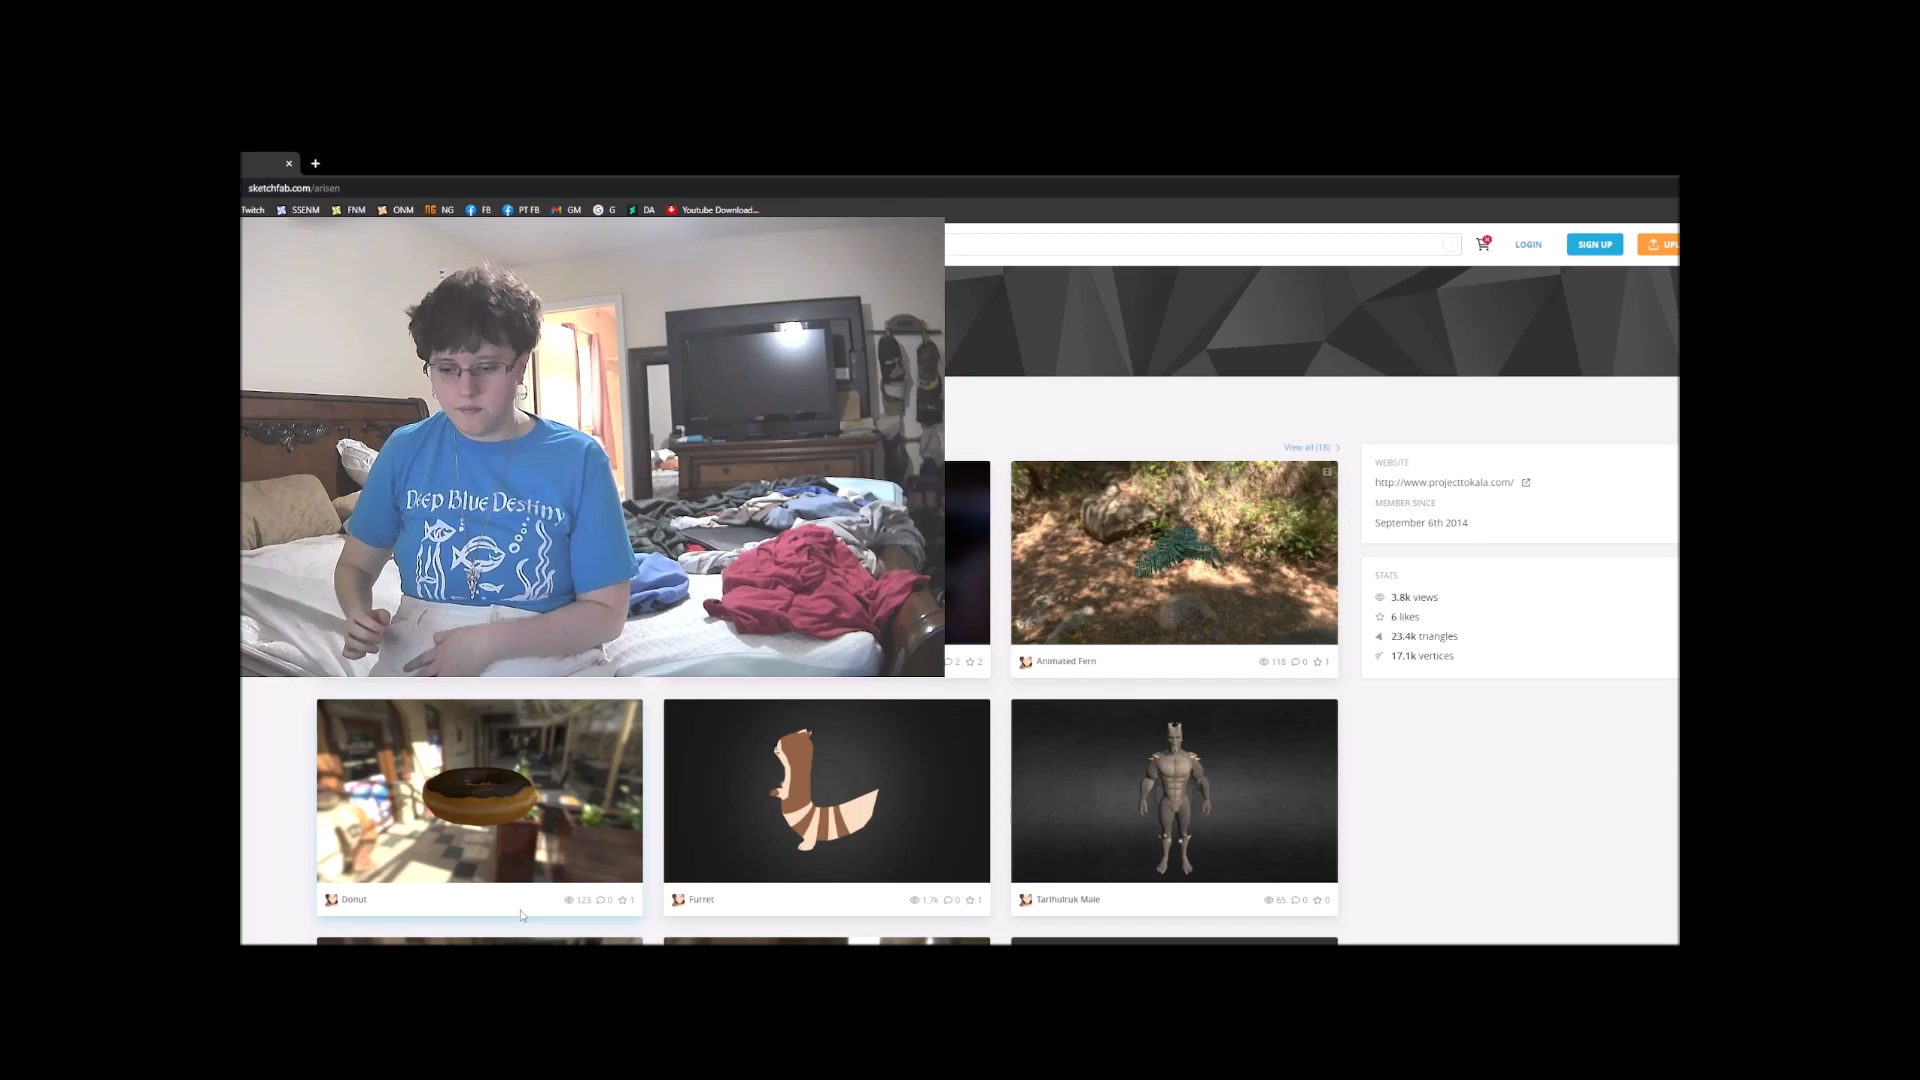 sketchfab.com/arisen
Twitch SSENM FNM ONM NG FB PT FB GM G DA Youtube Download...
LOGIN SIGN UP UPL
Deep Blue Destiny
View all (18)
WEBSITE
http://www.projecttokala.com/
MEMBER SINCE
September 6th 2014
STATS
3.8k views
6 likes
23.4k triangles
17.1k vertices
2 2
Animated Fern 118 0 1
Donut 123 0 1
Furret 1.7k 0 1
Tarlhulruk Male 65 0 0